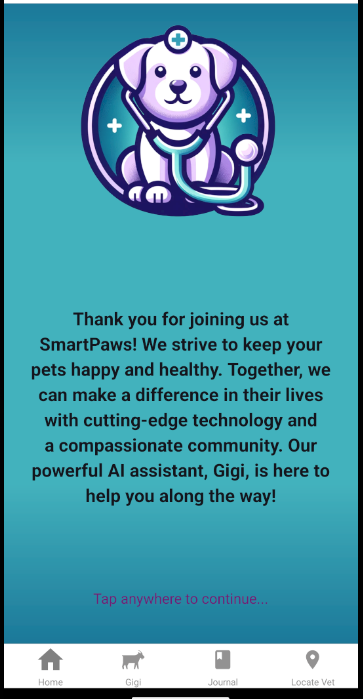 Thank you for joining us at
SmartPaws! We strive to keep your
pets happy and healthy. Together, we
can make a difference in their lives
with cutting-edge technology and
a compassionate community. Our
powerful AI assistant, Gigi, is here to
help you along the way!
Tap anywhere to continue...
Home Gigi Journal Locate Vet